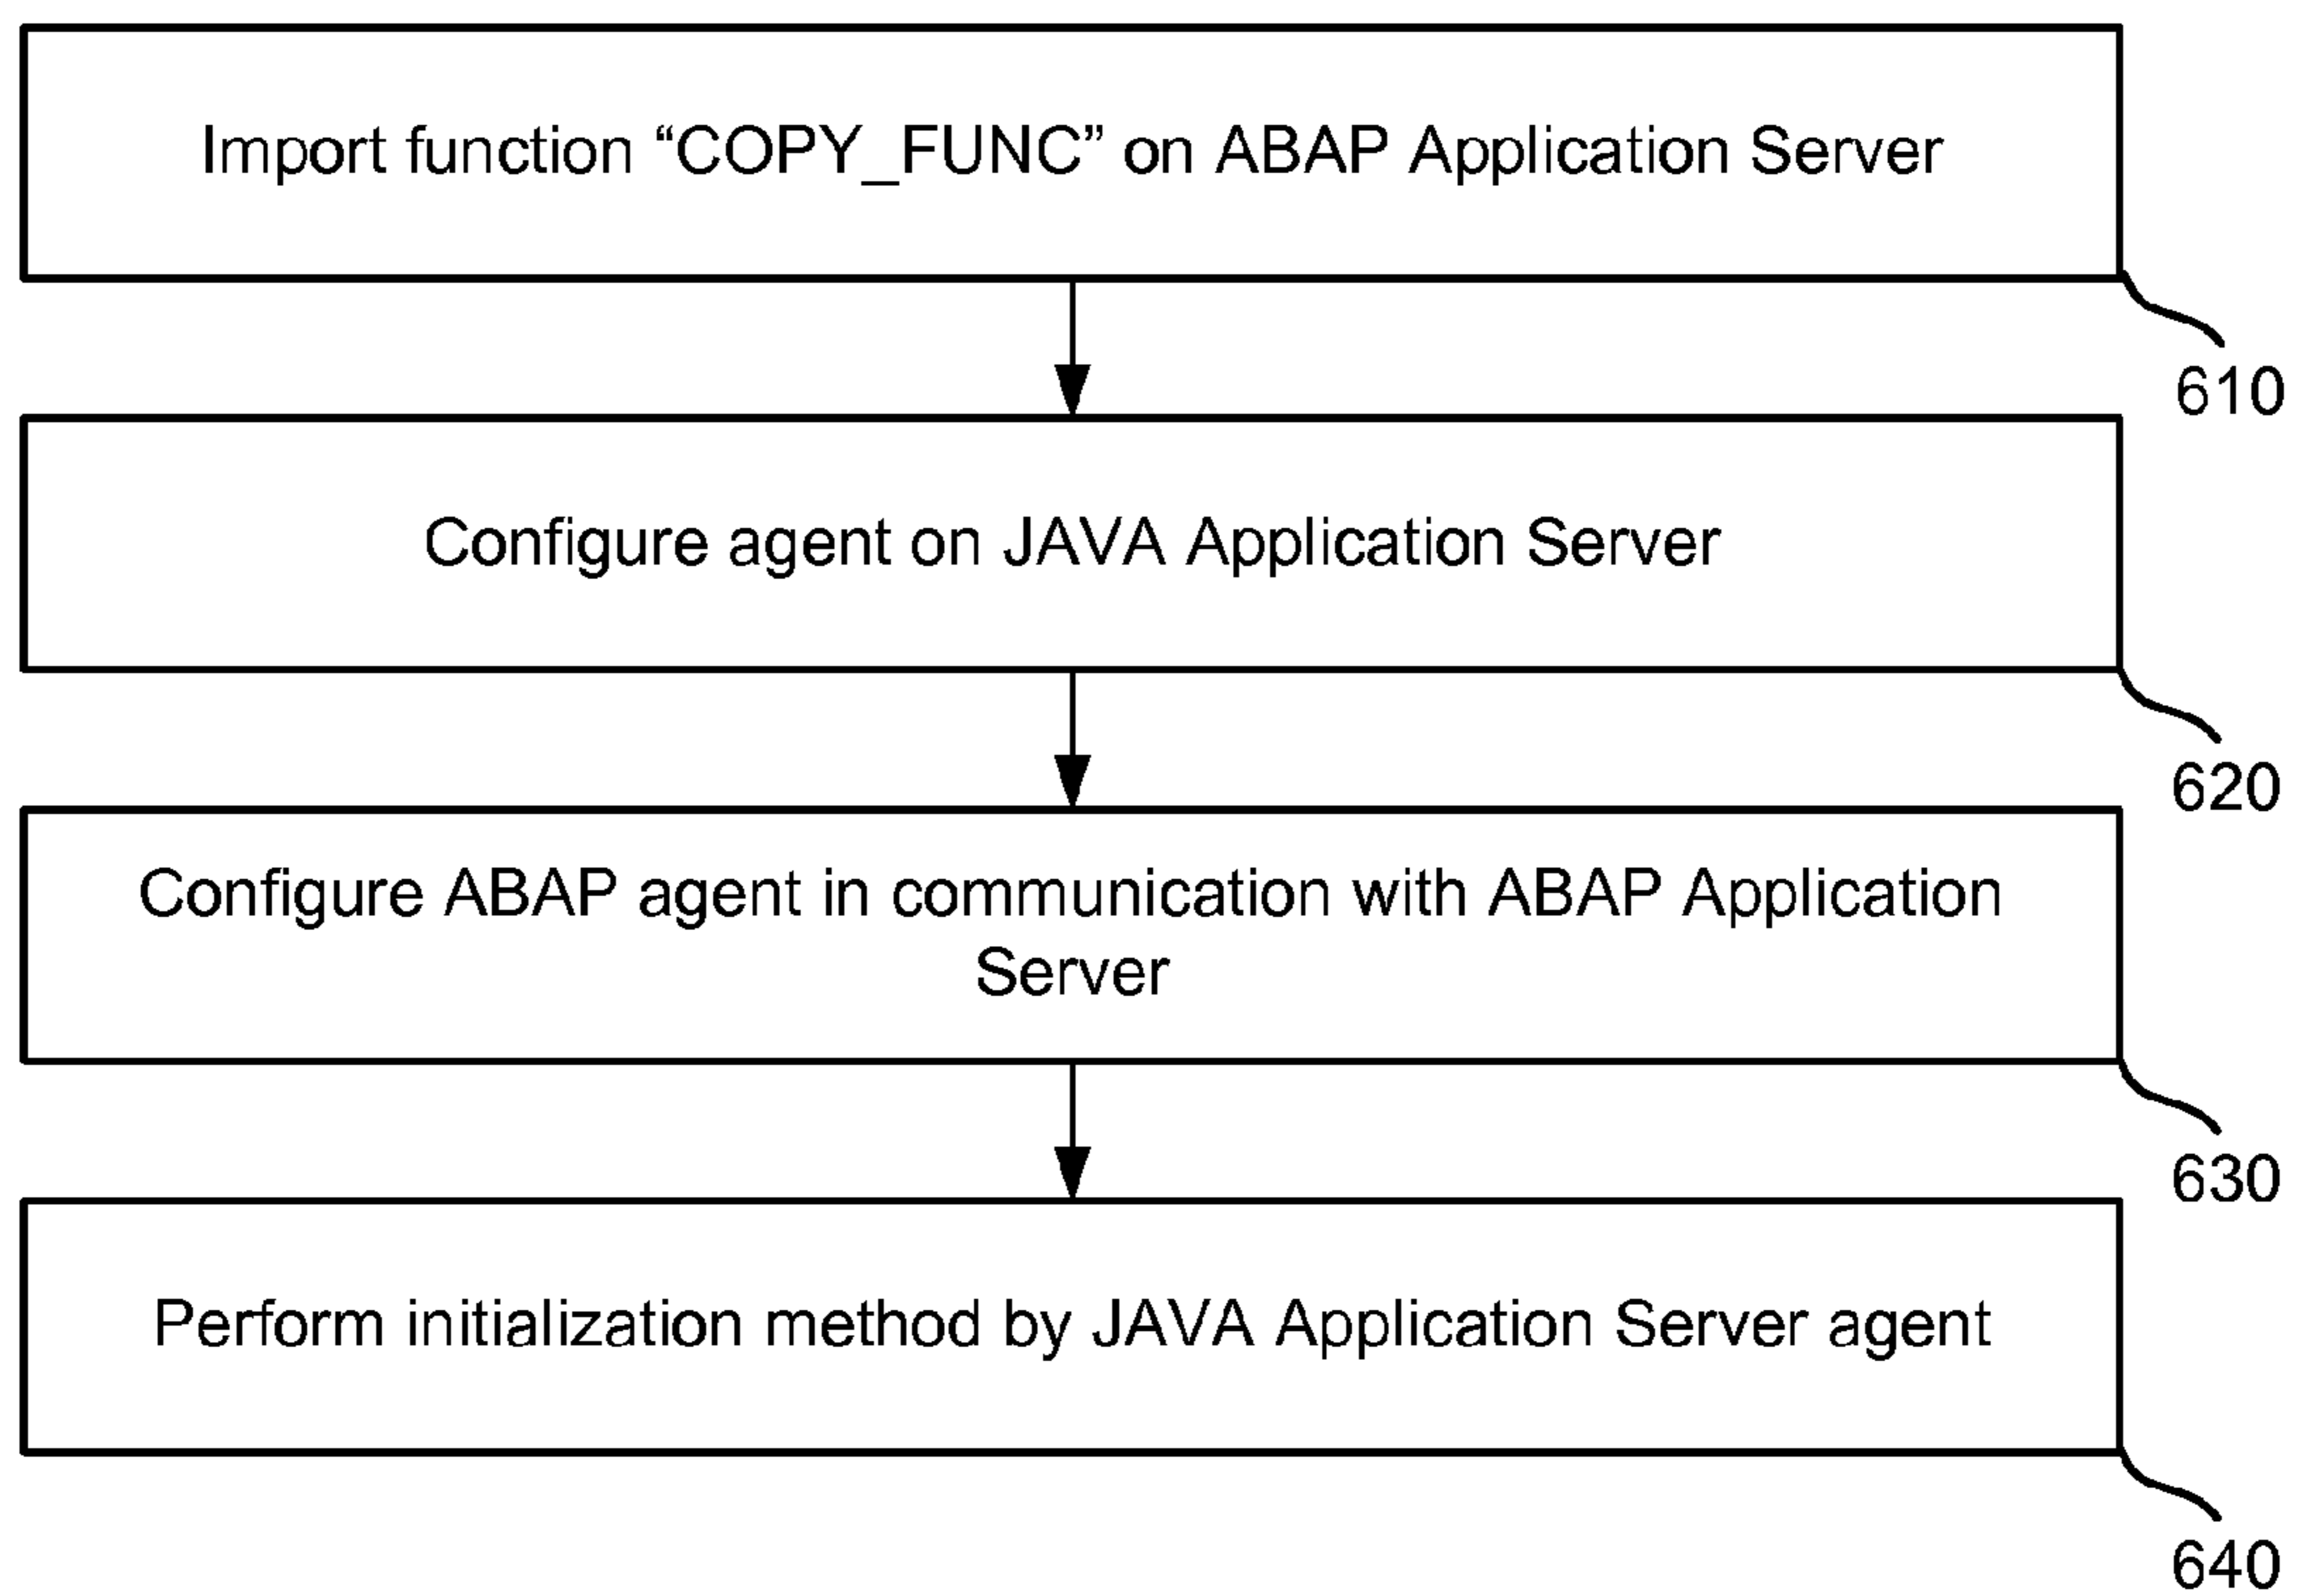 Import function “COPY_FUNC” on ABAP Application Server
610
Configure agent on JAVA Application Server
620
Configure ABAP agent in communication with ABAP Application
Server
630
Perform initialization method by JAVA Application Server agent
640